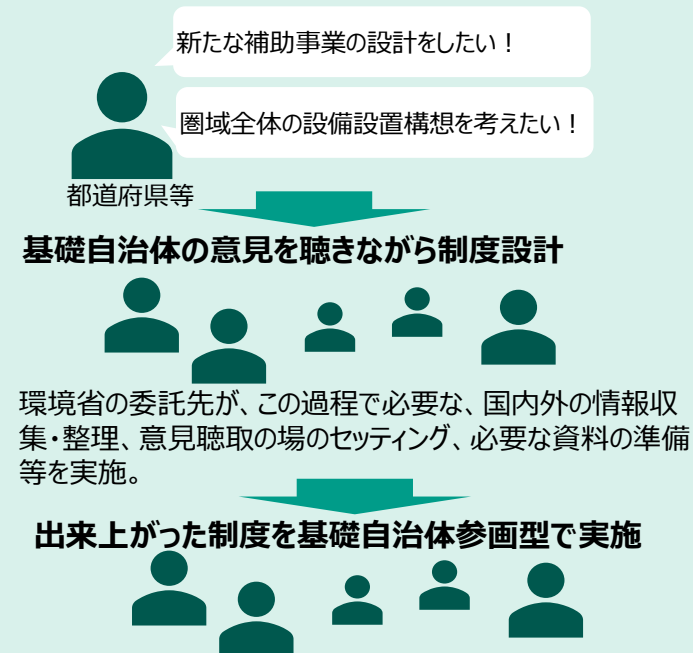 新たな補助事業の設計をしたい！
圏域全体の設備設置構想を考えたい！
都道府県等
基礎自治体の意見を聴きながら制度設計
環境省の委託先が、この過程で必要な、国内外の情報収
集・整理、意見聴取の場のセッティング、必要な資料の準備
等を実施。
出来上がった制度を基礎自治体参画型で実施